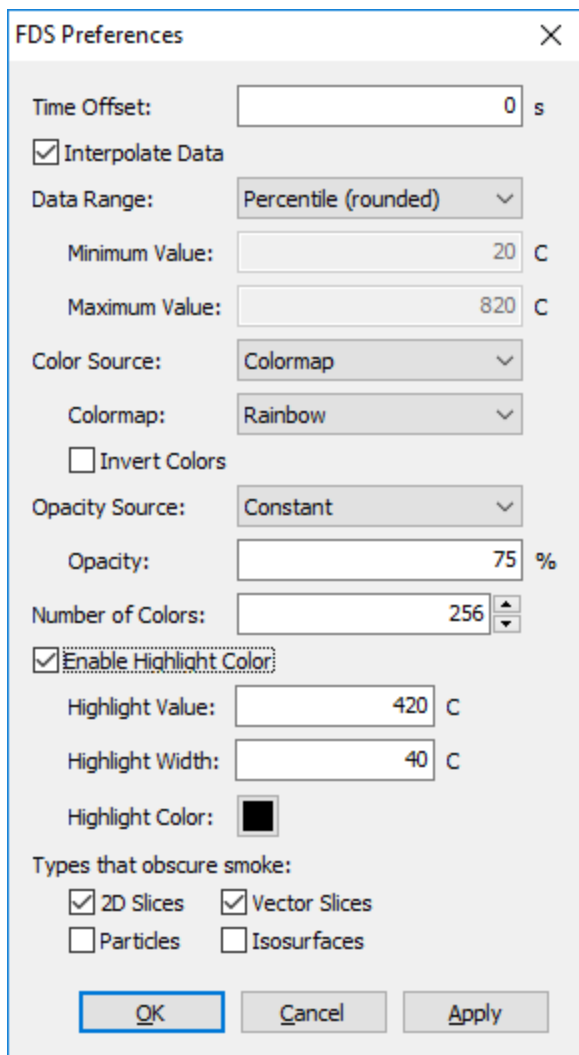 FDS Preferences
Time Offset: 0 s
Interpolate Data
Data Range: Percentile (rounded)
Minimum Value: 20 C
Maximum Value: 820 C
Color Source: Colormap
Colormap: Rainbow
Invert Colors
Opacity Source: Constant
Opacity: 75 %
Number of Colors: 256
Enable Highlight Color
Highlight Value: 420 C
Highlight Width: 40 C
Highlight Color:
Types that obscure smoke:
2D Slices Vector Slices
Particles Isosurfaces
OK Cancel Apply